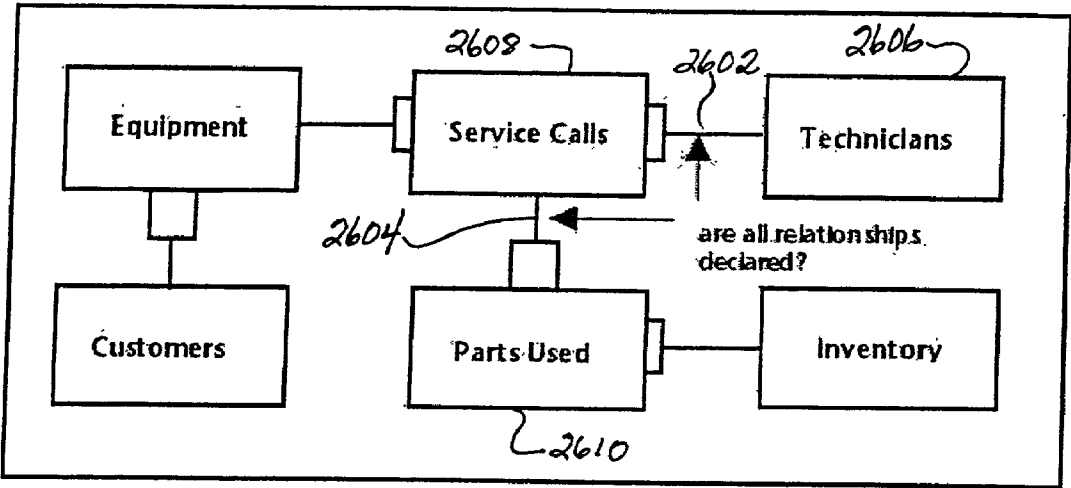 2608
2602
2606
Equipment
Service Calls
Technicians
2604
are all relationships
declared?
Customers
Parts Used
Inventory
2610